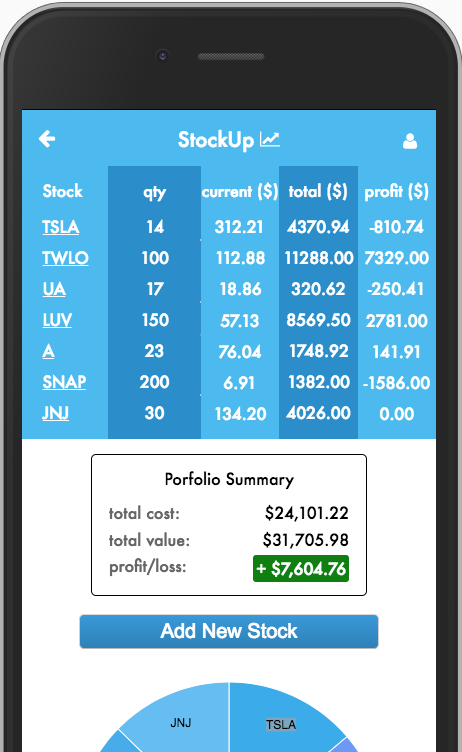 StockUp
Stock qty current ($) total ($) profit ($)
TSLA 14 312.21 4370.94 -810.74
TWLO 100 112.88 11288.00 7329.00
UA 17 18.86 320.62 -250.41
LUV 150 57.13 8569.50 2781.00
A 23 76.04 1748.92 141.91
SNAP 200 6.91 1382.00 -1586.00
JNJ 30 134.20 4026.00 0.00
Porfolio Summary
total cost: $24,101.22
total value: $31,705.98
profit/loss: + $7,604.76
Add New Stock
JNJ TSLA